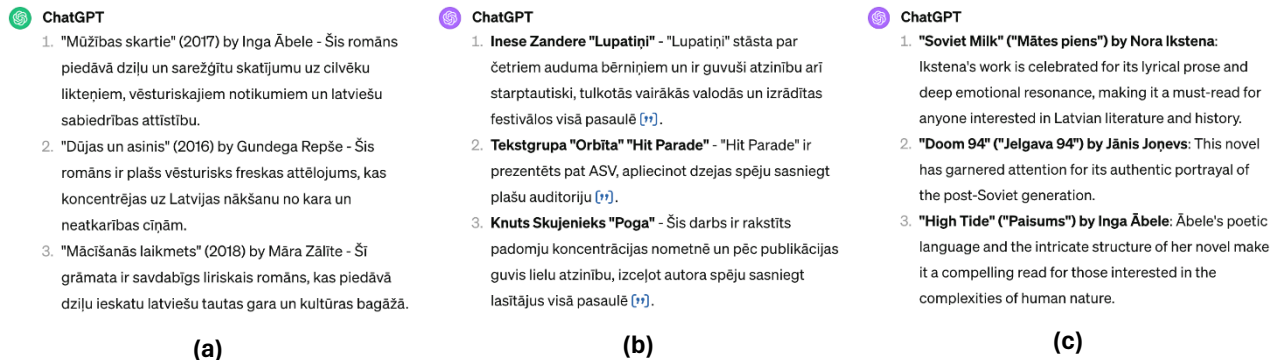 ChatGPT
1. "Mūžības skartie" (2017) by Inga Ābele - Šis romāns
piedāvā dziļu un sarežģītu skatījumu uz cilvēku
likteņiem, vēsturiskajiem notikumiem un latviešu
sabiedrības attīstību.
2. "Dūjas un asinis" (2016) by Gundega Repše - Šis
romāns ir plašs vēsturisks freskas attēlojums, kas
koncentrējas uz Latvijas nākšanu no kara un
neatkarības cīņām.
3. "Mācīšanās laikmets" (2018) by Māra Zālīte - Šī
grāmata ir savdabīgs liriskais romāns, kas piedāvā
dziļu ieskatu latviešu tautas gara un kultūras bagāžā.
(a)
ChatGPT
1. Inese Zandere "Lupatiņi" - "Lupatiņi" stāsta par
četriem auduma bērniņiem un ir guvuši atzinību arī
starptautiski, tulkotās vairākās valodās un izrādītas
festivālos visā pasaulē ["].
2. Tekstgrupa "Orbīta" "Hit Parade" - "Hit Parade" ir
prezentēts pat ASV, apliecinot dzejas spēju sasniegt
plašu auditoriju ["].
3. Knuts Skujenieks "Poga" - Šis darbs ir rakstīts
padomju koncentrācijas nometnē un pēc publikācijas
guvis lielu atzinību, izceļot autora spēju sasniegt
lasītājus visā pasaulē ["].
(b)
ChatGPT
1. "Soviet Milk" ("Mātes piens") by Nora Ikstena:
Ikstena's work is celebrated for its lyrical prose and
deep emotional resonance, making it a must-read for
anyone interested in Latvian literature and history.
2. "Doom 94" ("Jelgava 94") by Jānis Joņevs: This novel
has garnered attention for its authentic portrayal of
the post-Soviet generation.
3. "High Tide" ("Paisums") by Inga Ābele: Ābele's poetic
language and the intricate structure of her novel make
it a compelling read for those interested in the
complexities of human nature.
(c)